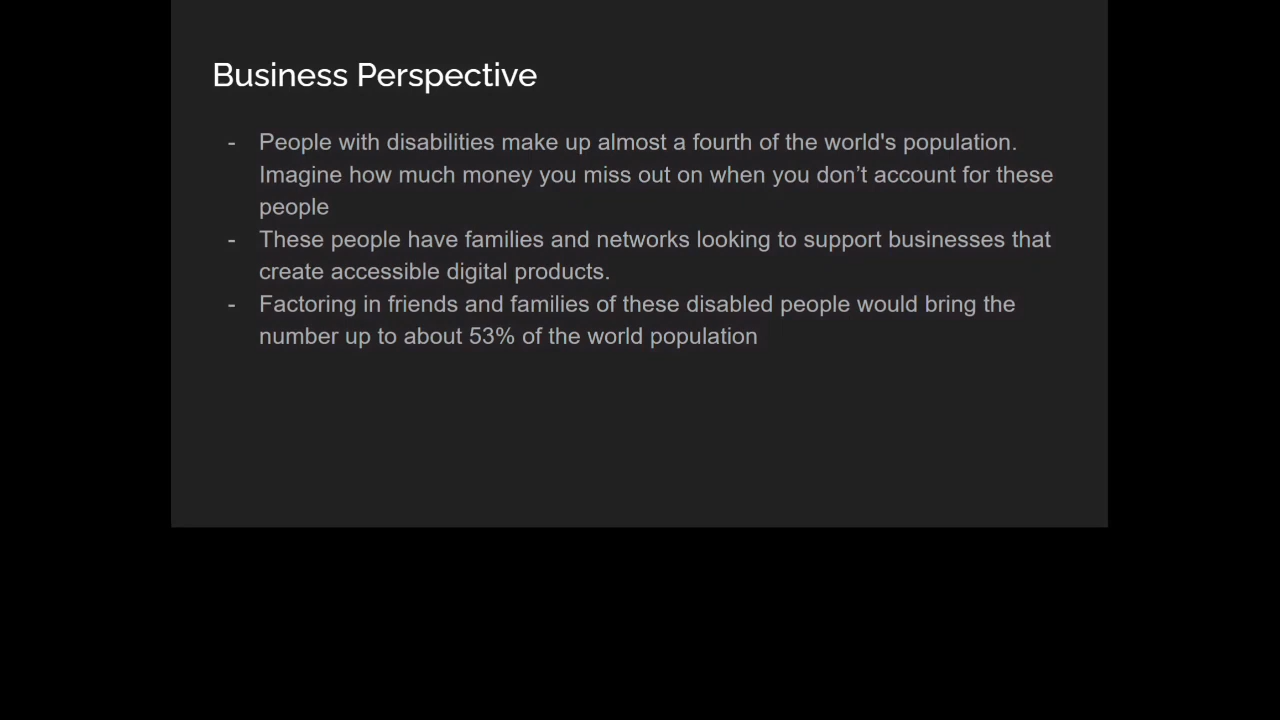 Business Perspective
- People with disabilities make up almost a fourth of the world's population.
Imagine how much money you miss out on when you don’t account for these
people
- These people have families and networks looking to support businesses that
create accessible digital products.
- Factoring in friends and families of these disabled people would bring the
number up to about 53% of the world population